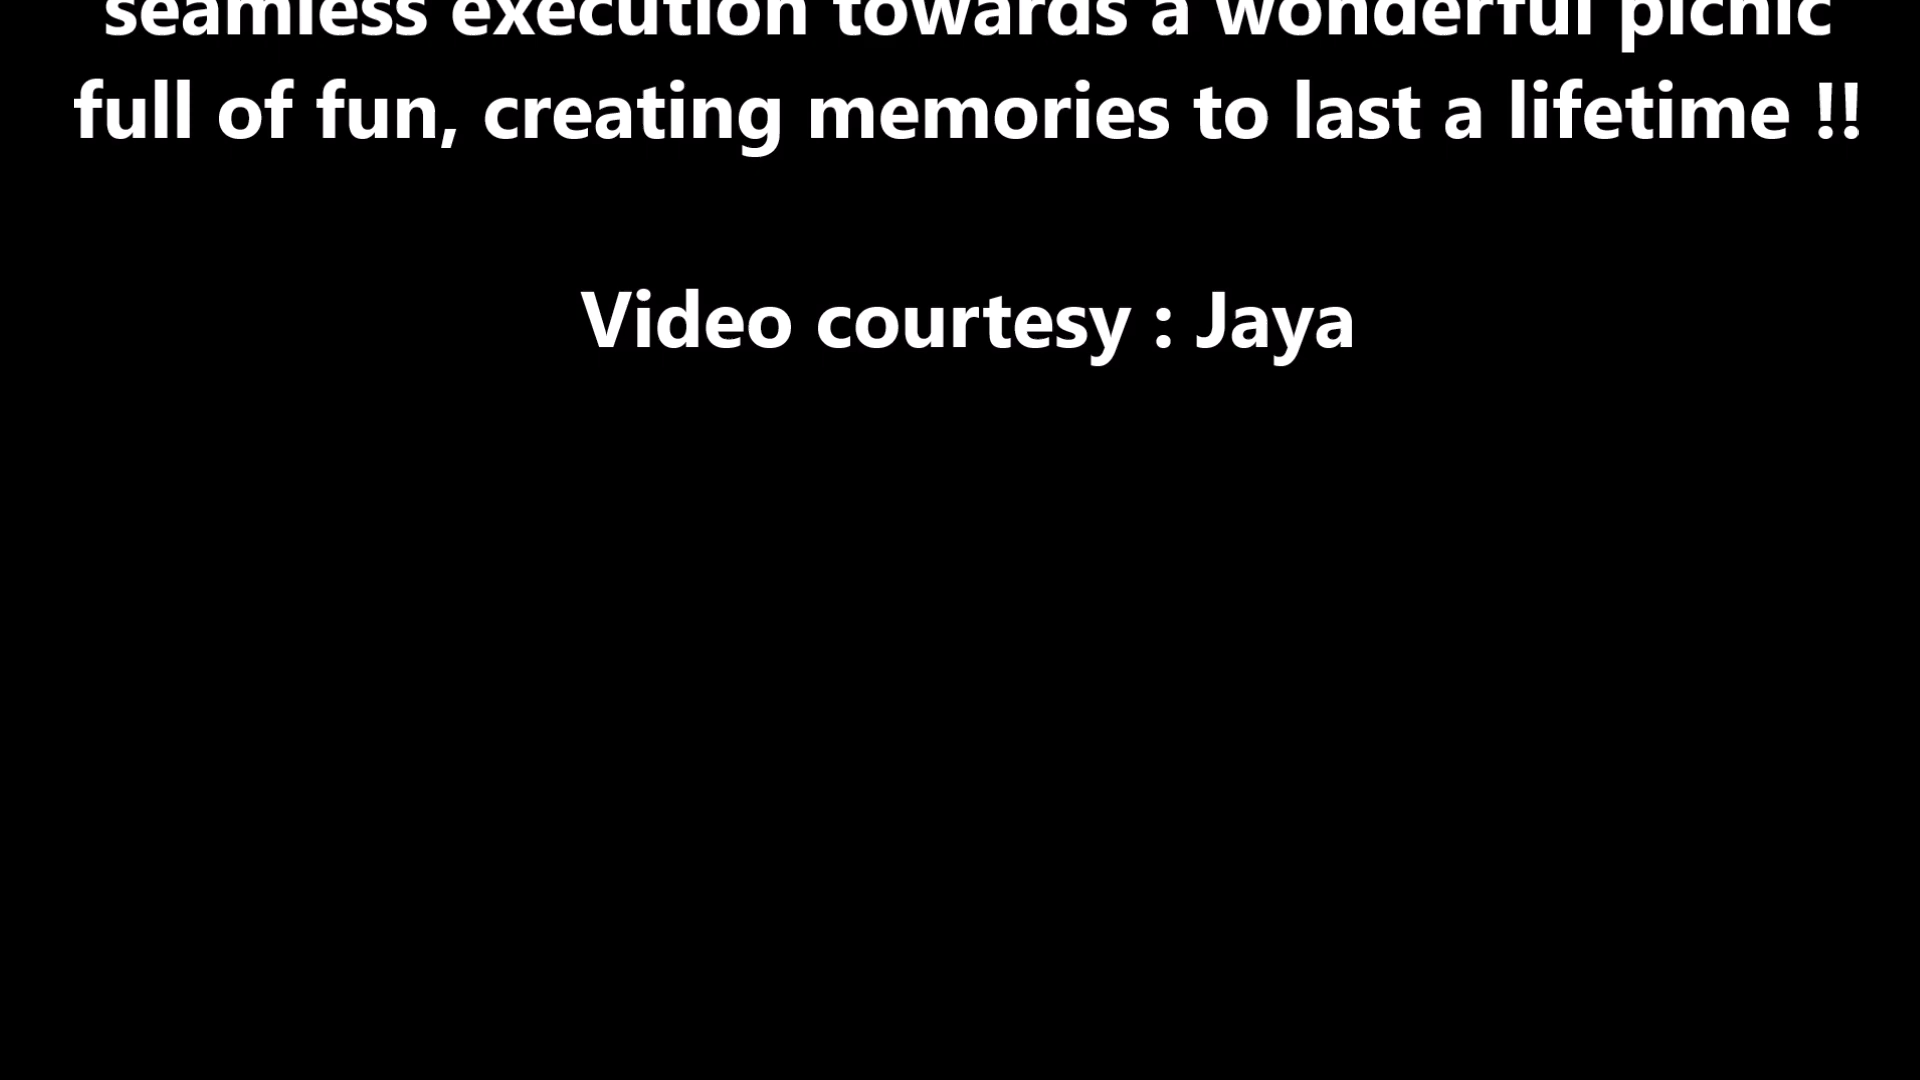 seamless execution towards a wonderful picnic
full of fun, creating memories to last a lifetime !!
Video courtesy : Jaya